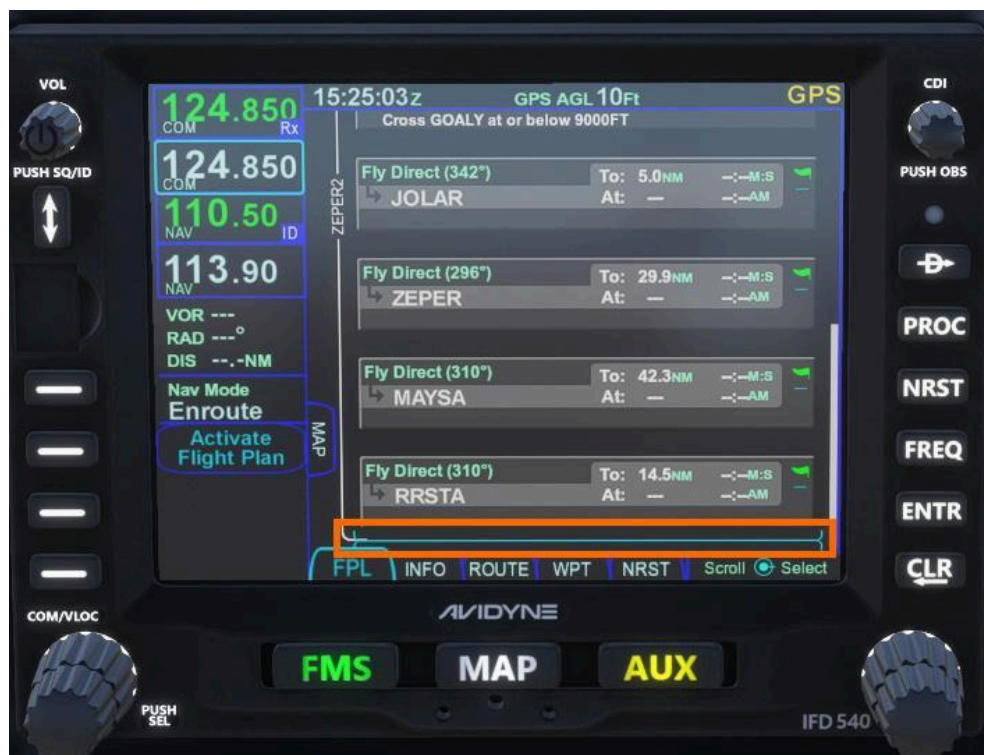 VOL
CDI
PUSH SQ/ID
PUSH OBS
124.850
COM Rx
124.850
COM
110.50
NAV ID
113.90
NAV
VOR ---
RAD ---°
DIS --.-NM
Nav Mode
Enroute
Activate
Flight Plan
15:25:03Z GPS AGL 10Ft GPS
Cross GOALY at or below 9000FT
ZEPER2
Fly Direct (342°) To: 5.0NM --:--M:S
JOLAR At: --- --:--AM
Fly Direct (296°) To: 29.9NM --:--M:S
ZEPER At: --- --:--AM
Fly Direct (310°) To: 42.3NM --:--M:S
MAYSA At: --- --:--AM
Fly Direct (310°) To: 14.5NM --:--M:S
RRSTA At: --- --:--AM
MAP
FPL INFO ROUTE WPT NRST Scroll Select
D
PROC
NRST
FREQ
ENTR
CLR
COM/VLOC
AVIDYNE
FMS MAP AUX
PUSH
SEL
IFD 540